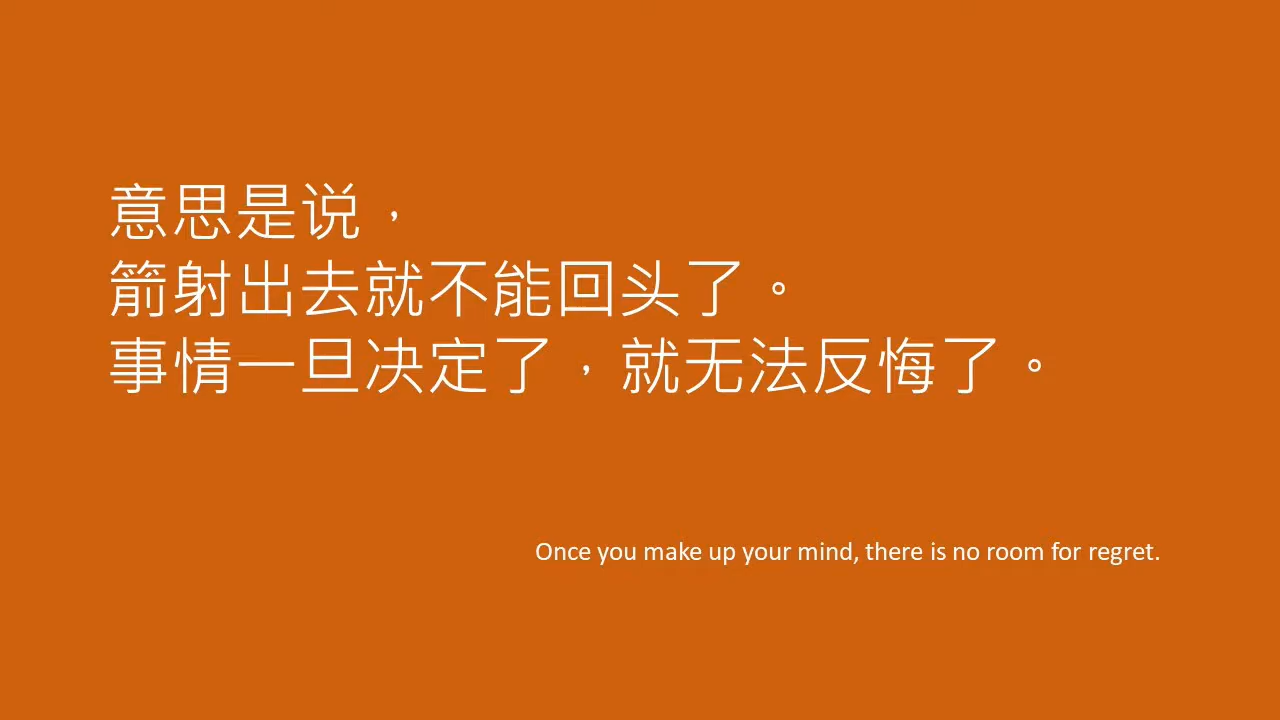 意思是说，
箭射出去就不能回头了。
事情一旦决定了，就无法反悔了。
Once you make up your mind, there is no room for regret.